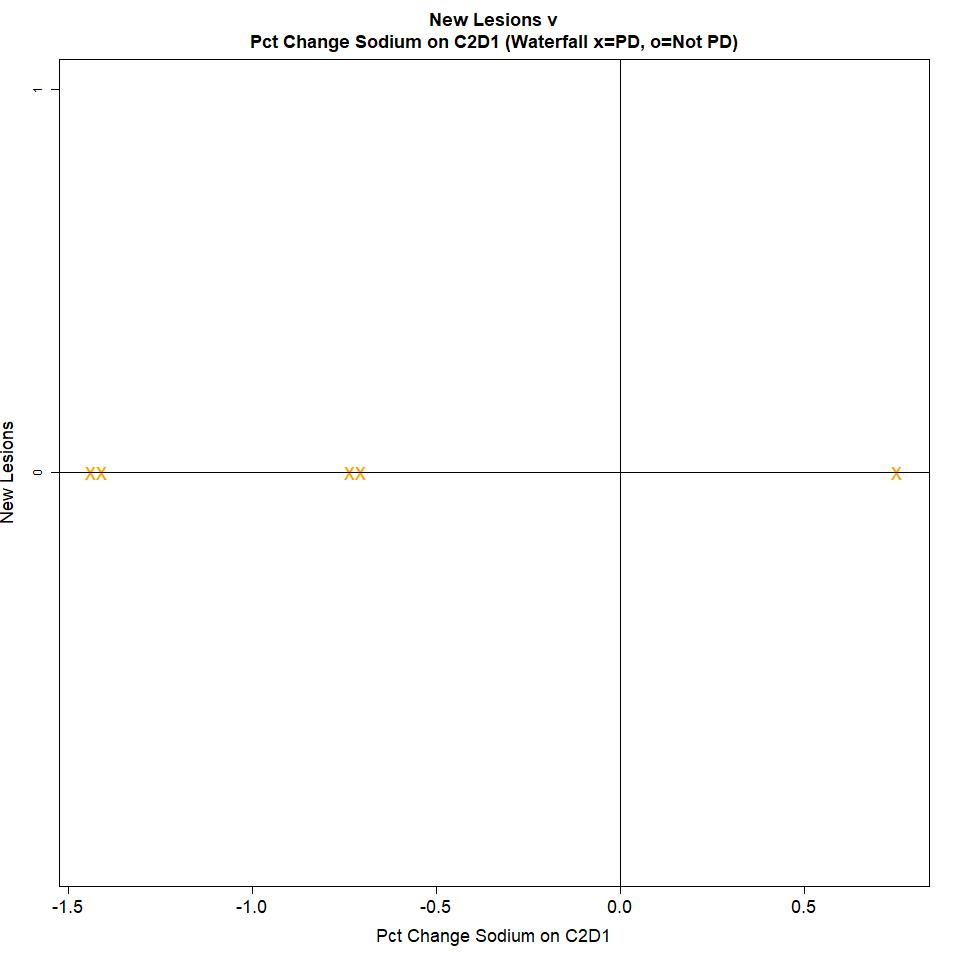 New Lesions v
Pct Change Sodium on C2D1 (Waterfall x=PD, o=Not PD)
1
New Lesions
0
XX XX X
-1.5 -1.0 -0.5 0.0 0.5
Pct Change Sodium on C2D1